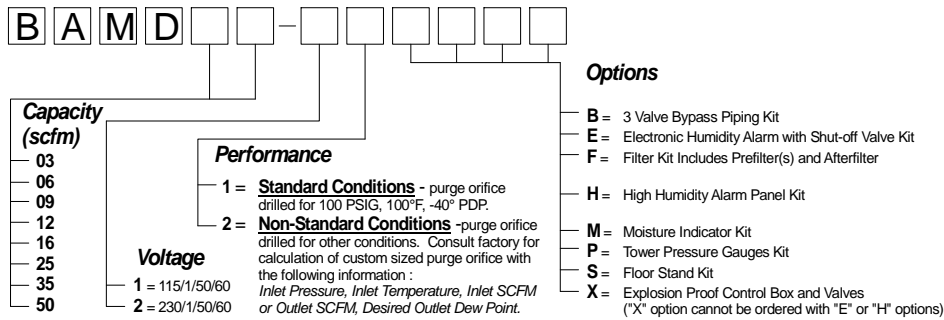 B A M D –
Options
Capacity
(scfm)
03
06
09
12
16
25
35
50
Voltage
1 = 115/1/50/60
2 = 230/1/50/60
Performance
1 = Standard Conditions - purge orifice
drilled for 100 PSIG, 100°F, -40° PDP.
2 = Non-Standard Conditions -purge orifice
drilled for other conditions. Consult factory for
calculation of custom sized purge orifice with
the following information :
Inlet Pressure, Inlet Temperature, Inlet SCFM
or Outlet SCFM, Desired Outlet Dew Point.
B = 3 Valve Bypass Piping Kit
E = Electronic Humidity Alarm with Shut-off Valve Kit
F = Filter Kit Includes Prefilter(s) and Afterfilter
H = High Humidity Alarm Panel Kit
M = Moisture Indicator Kit
P = Tower Pressure Gauges Kit
S = Floor Stand Kit
X = Explosion Proof Control Box and Valves
("X" option cannot be ordered with "E" or "H" options)